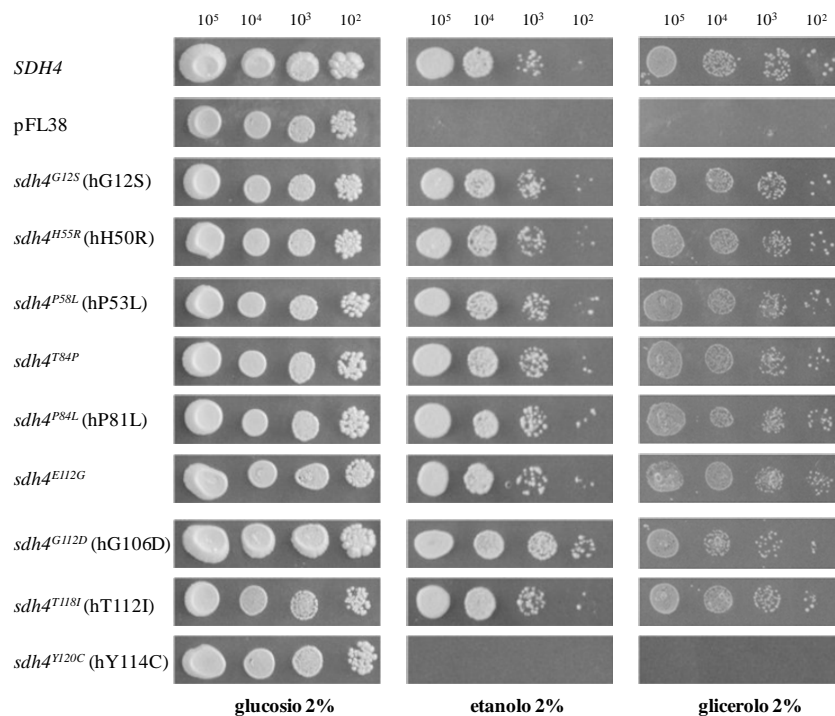 10⁵ 10⁴ 10³ 10² 10⁵ 10⁴ 10³ 10² 10⁵ 10⁴ 10³ 10²
SDH4
pFL38
sdh4ᴳ¹²ˢ (hG12S)
sdh4ᴴ⁵⁵ᴿ (hH50R)
sdh4ᴾ⁵⁸ᴸ (hP53L)
sdh4ᵀ⁸⁴ᴾ
sdh4ᴾ⁸⁴ᴸ (hP81L)
sdh4ᴱ¹¹²ᴳ
sdh4ᴳ¹¹²ᴰ (hG106D)
sdh4ᵀ¹¹⁸ᴵ (hT112I)
sdh4ʸ¹²⁰ᶜ (hY114C)
glucosio 2% etanolo 2% glicerolo 2%